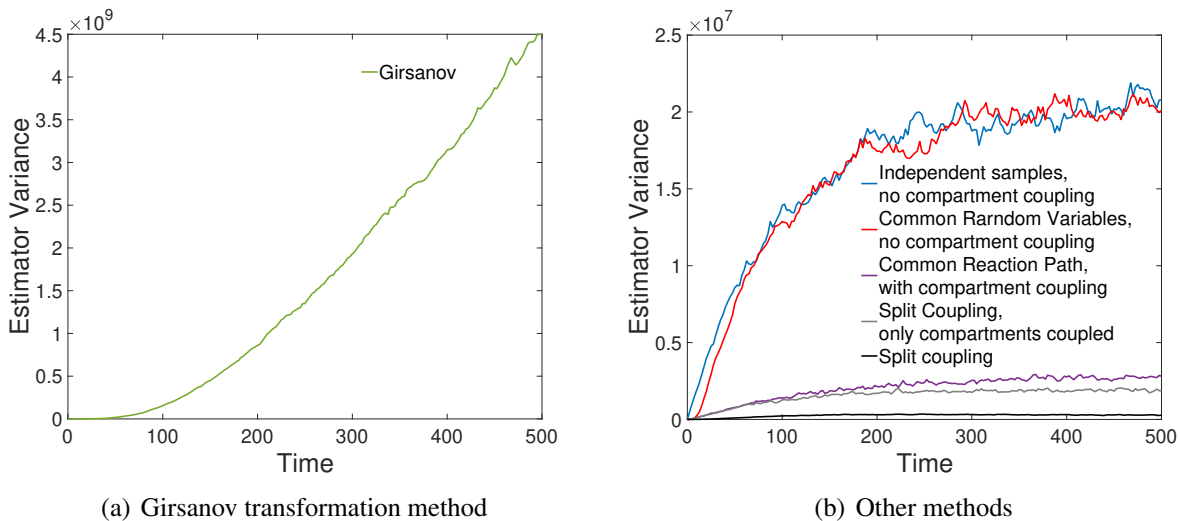 ×10⁹
4.5
4
3.5
3
2.5
2
1.5
1
0.5
0
Estimator Variance
Girsanov
0 100 200 300 400 500
Time
(a) Girsanov transformation method
×10⁷
2.5
2
1.5
1
0.5
0
Estimator Variance
Independent samples,
no compartment coupling
Common Rarndom Variables,
no compartment coupling
Common Reaction Path,
with compartment coupling
Split Coupling,
only compartments coupled
Split coupling
0 100 200 300 400 500
Time
(b) Other methods